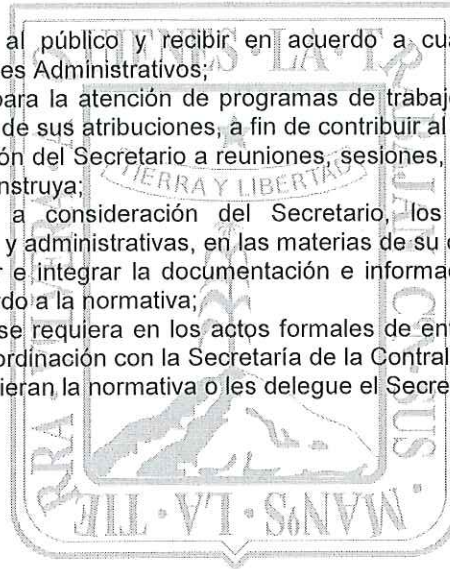 al público y recibir en acuerdo a cua
es Administrativos;
para la atención de programas de trabaj
de sus atribuciones, a fin de contribuir al
ón del Secretario a reuniones, sesiones,
nstruya;
a consideración del Secretario, los
y administrativas, en las materias de su c
r e integrar la documentación e informac
rdo a la normativa;
se requiera en los actos formales de en
ordinación con la Secretaría de la Contral
ieran la normativa o les delegue el Secre
TIERRA Y LIBERTAD